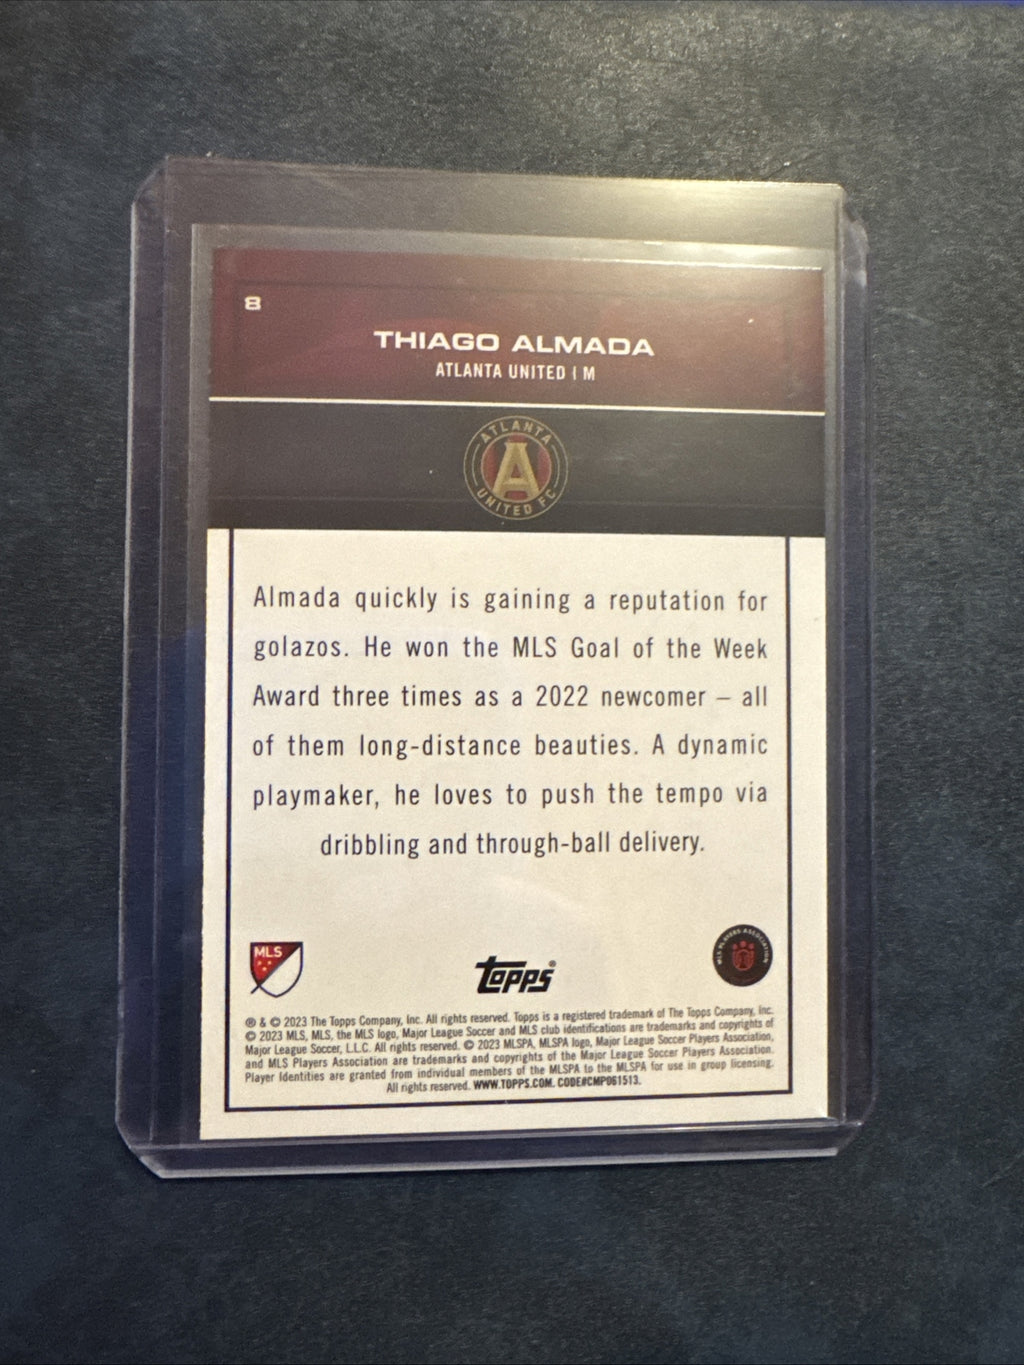 8
THIAGO ALMADA
ATLANTA UNITED | M
ATLANTA
A
UNITED FC
Almada quickly is gaining a reputation for
golazos. He won the MLS Goal of the Week
Award three times as a 2022 newcomer – all
of them long-distance beauties. A dynamic
playmaker, he loves to push the tempo via
dribbling and through-ball delivery.
MLS
Topps®
MLS PLAYERS ASSOCIATION
® & © 2023 The Topps Company, Inc. All rights reserved. Topps is a registered trademark of The Topps Company, Inc.
© 2023 MLS, MLS, the MLS logo, Major League Soccer and MLS club identifications are trademarks and copyrights of
Major League Soccer, L.L.C. All rights reserved. © 2023 MLSPA, MLSPA logo, Major League Soccer Players Association,
and MLS Players Association are trademarks and copyrights of the Major League Soccer Players Association.
Player Identities are granted from individual members of the MLSPA to the MLSPA for use in group licensing.
All rights reserved. WWW.TOPPS.COM. CODE#CMP061513.